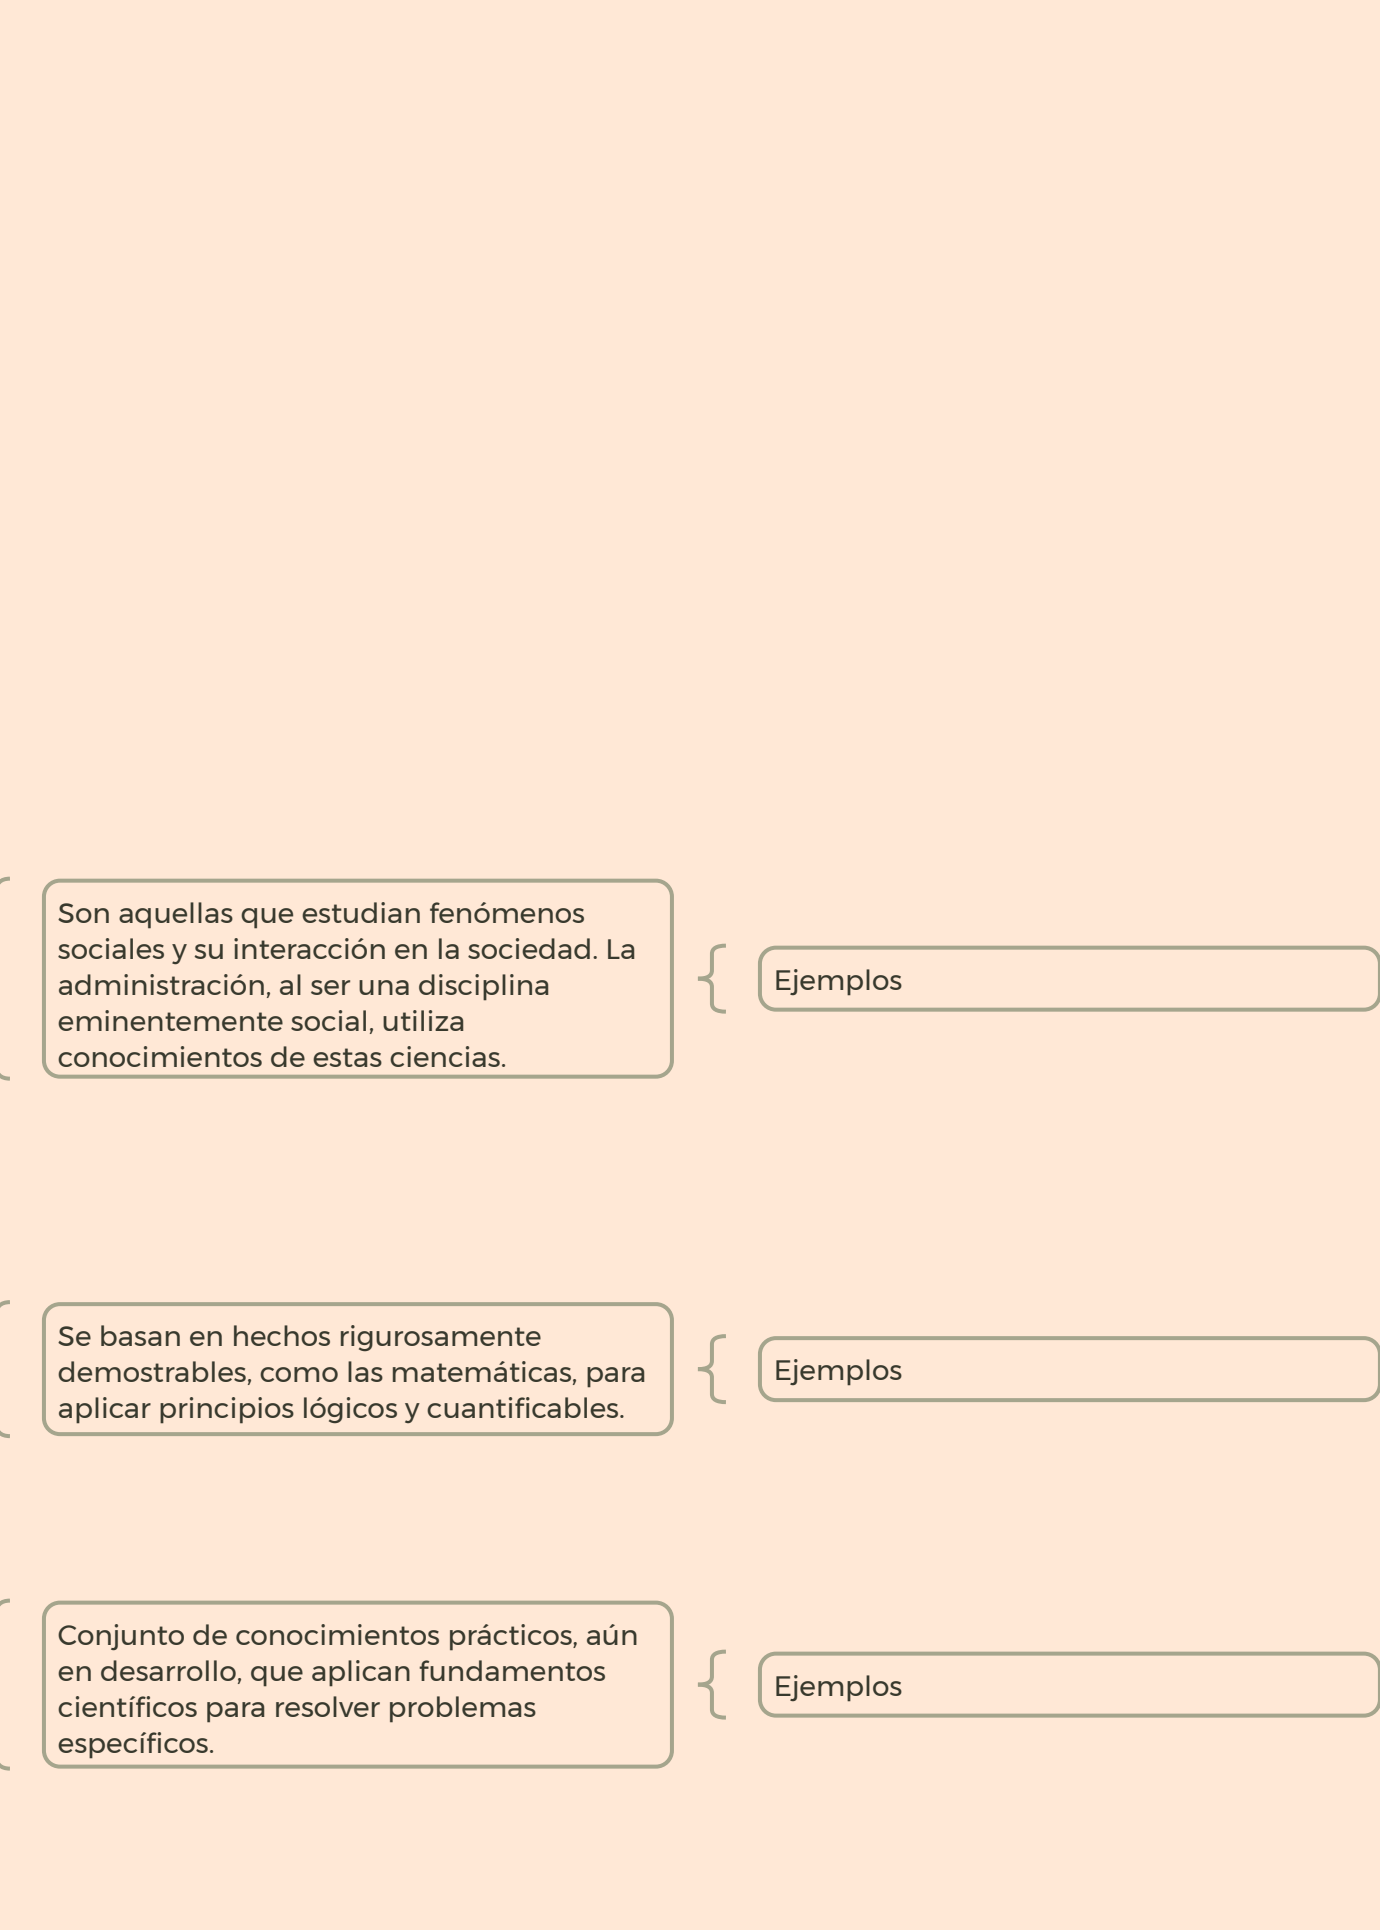 Son aquellas que estudian fenómenos
sociales y su interacción en la sociedad. La
administración, al ser una disciplina
eminentemente social, utiliza
conocimientos de estas ciencias.
Ejemplos
Se basan en hechos rigurosamente
demostrables, como las matemáticas, para
aplicar principios lógicos y cuantificables.
Ejemplos
Conjunto de conocimientos prácticos, aún
en desarrollo, que aplican fundamentos
científicos para resolver problemas
específicos.
Ejemplos